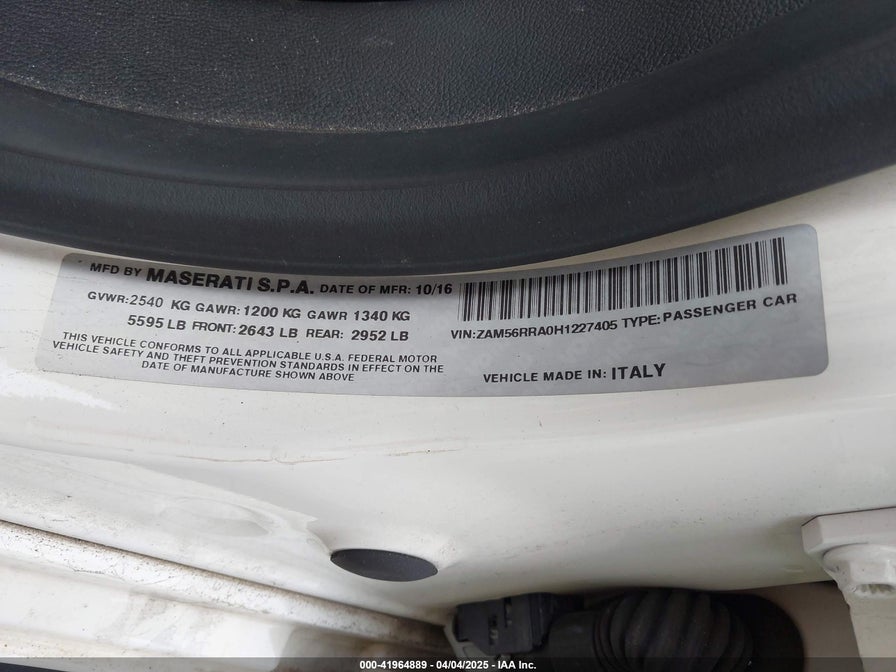 MFD BY MASERATI S.P.A. DATE OF MFR: 10/16
GVWR:2540 KG GAWR: 1200 KG GAWR 1340 KG
5595 LB FRONT: 2643 LB REAR: 2952 LB
THIS VEHICLE CONFORMS TO ALL APPLICABLE U.S.A. FEDERAL MOTOR
VEHICLE SAFETY AND THEFT PREVENTION STANDARDS IN EFFECT ON THE
DATE OF MANUFACTURE SHOWN ABOVE
VIN:ZAM56RRA0H1227405 TYPE: PASSENGER CAR
VEHICLE MADE IN: ITALY
000-41964889 - 04/04/2025 - IAA Inc.